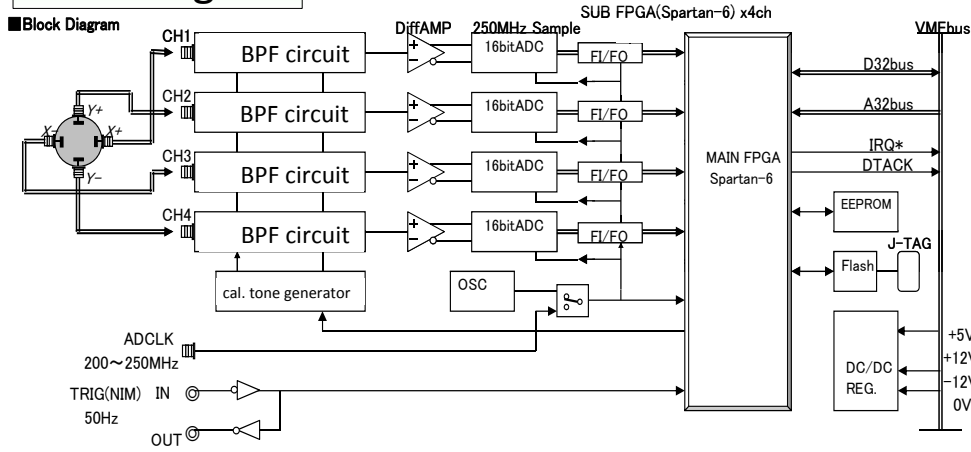 SUB FPGA(Spartan-6) x4ch
■Block Diagram
DiffAMP 250MHz Sample
VMEbus
CH1
BPF circuit
16bitADC
FI/FO
D32bus
CH2
BPF circuit
16bitADC
FI/FO
A32bus
Y+
X-
X+
Y-
CH3
BPF circuit
16bitADC
FI/FO
MAIN FPGA
Spartan-6
IRQ*
DTACK
CH4
BPF circuit
16bitADC
FI/FO
EEPROM
J-TAG
Flash
cal. tone generator
OSC
ADCLK
200～250MHz
DC/DC
REG.
+5V
+12V
-12V
0V
TRIG(NIM) IN
50Hz
OUT